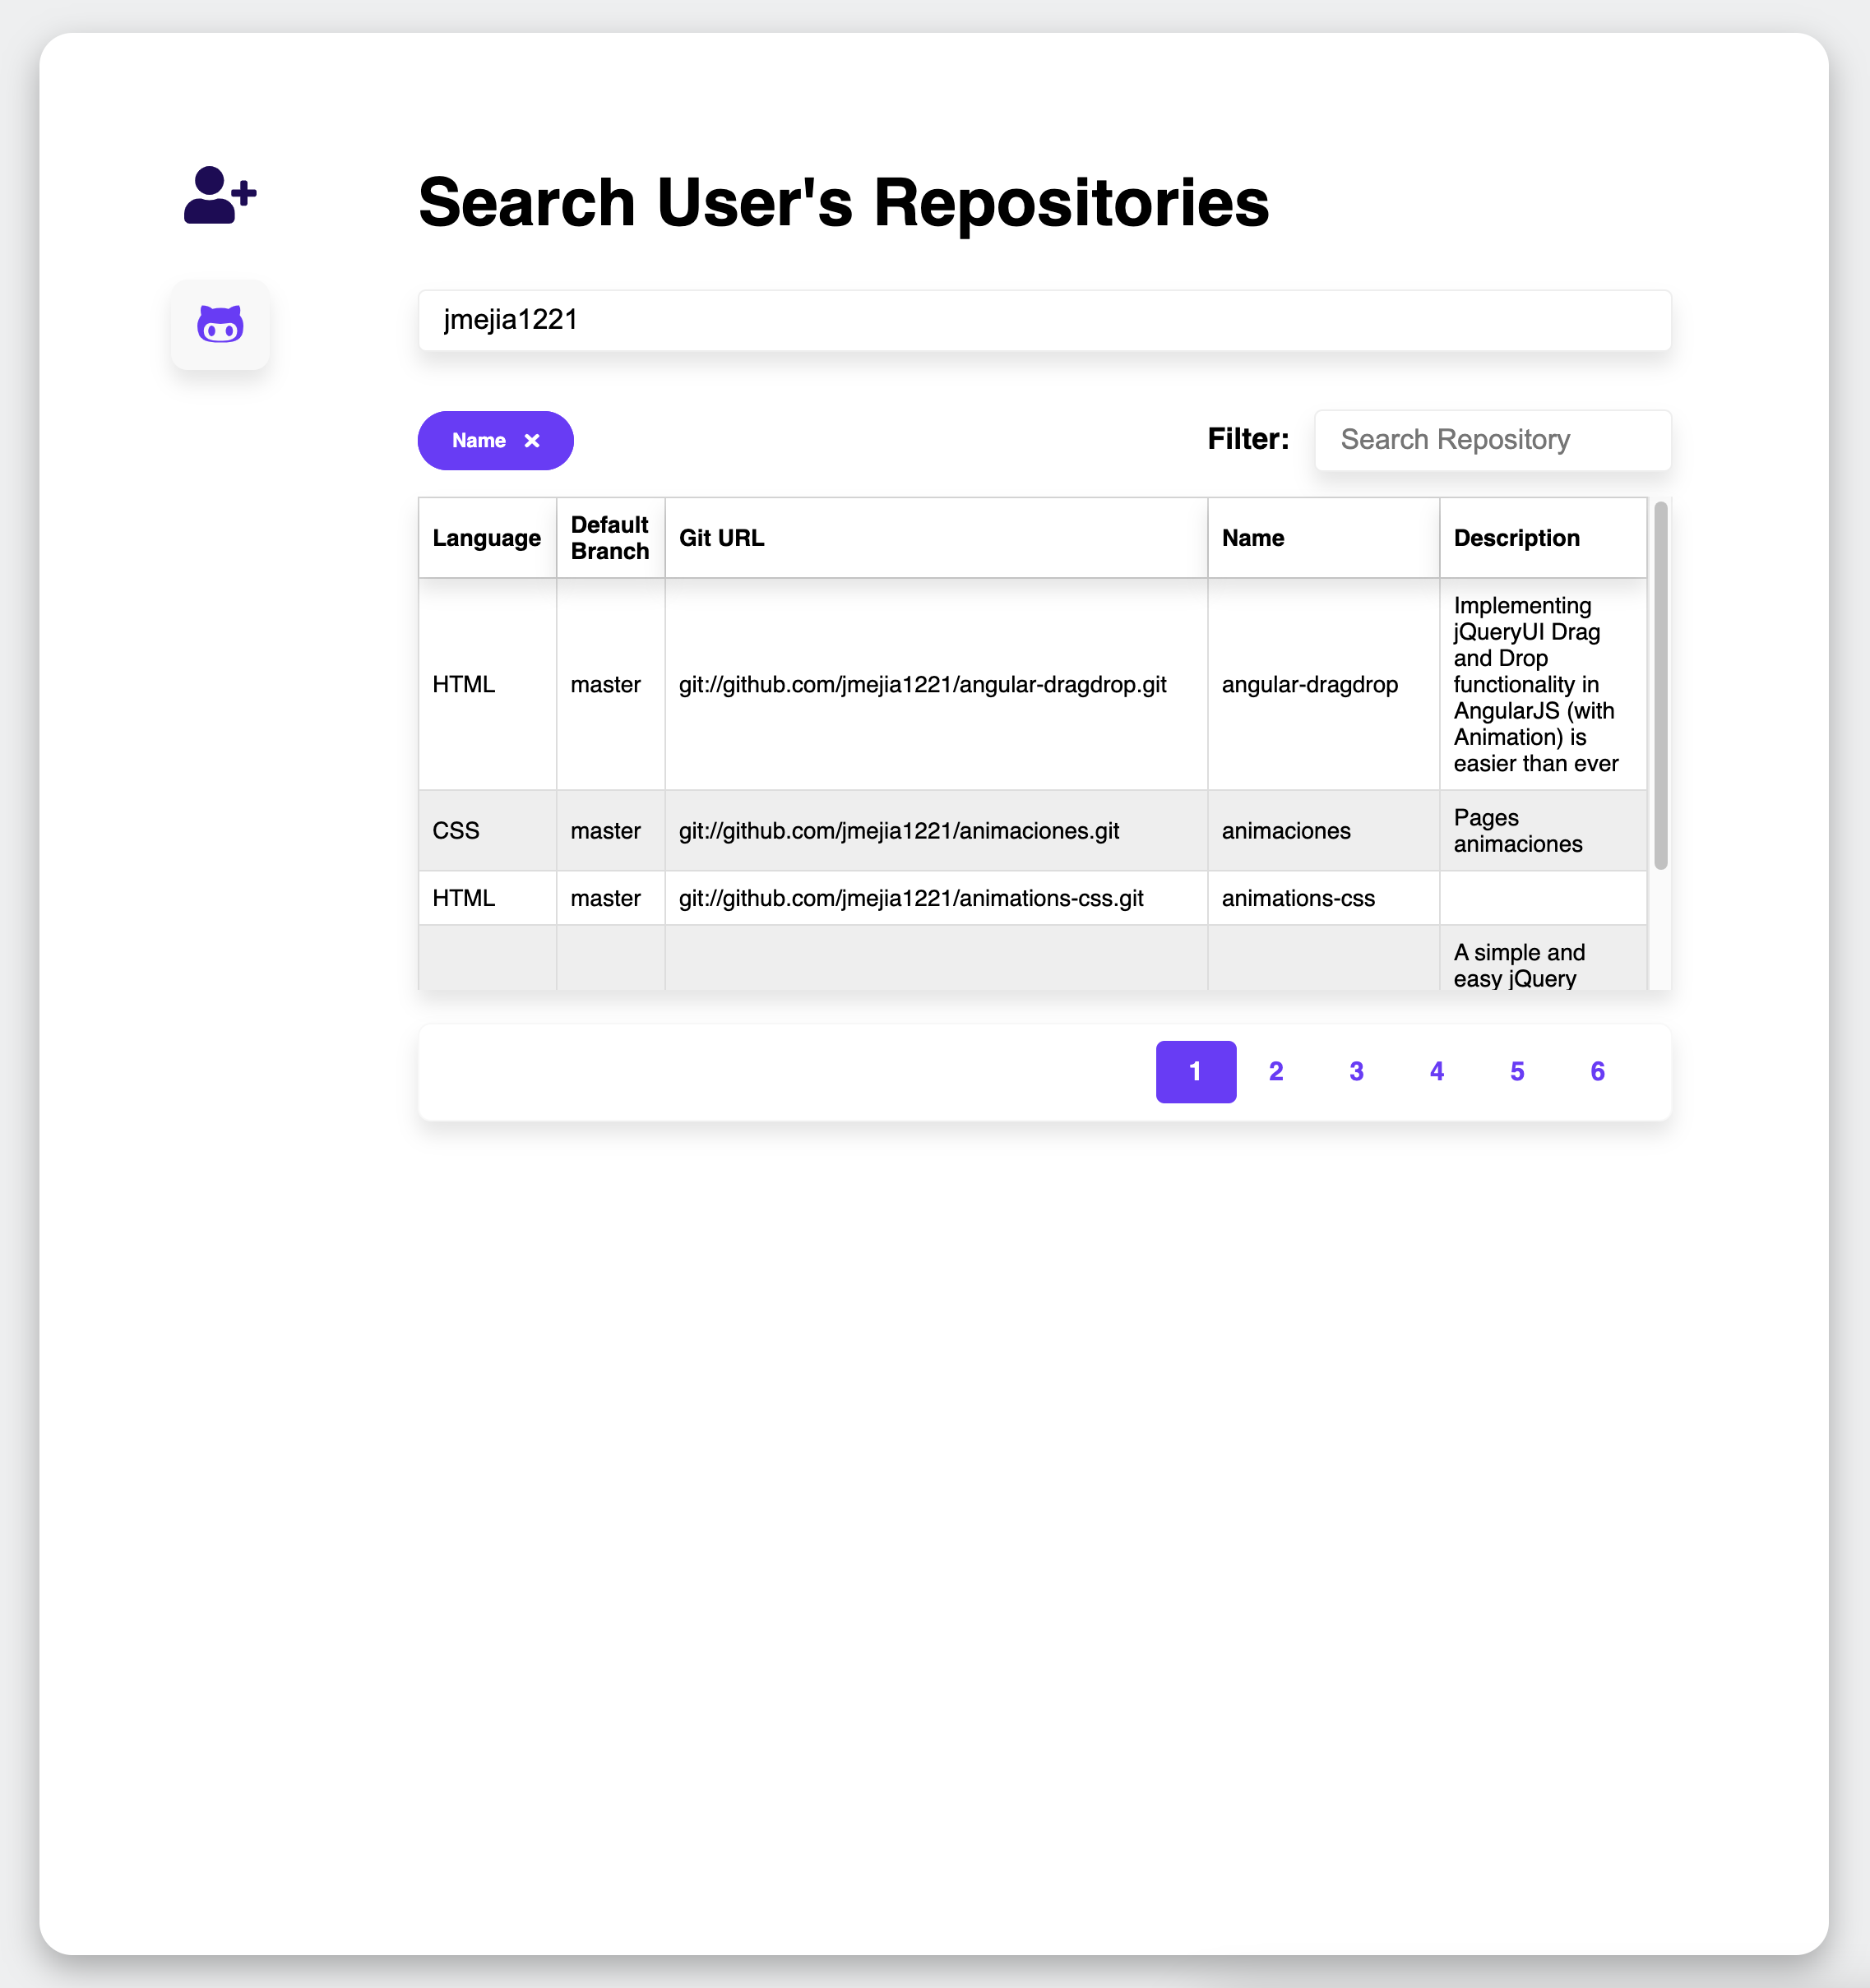 Search User's Repositories
jmejia1221
Name
Filter:
Search Repository
Language
Default
Branch
Git URL
Name
Description
HTML
master
git://github.com/jmejia1221/angular-dragdrop.git
angular-dragdrop
Implementing
jQueryUI Drag
and Drop
functionality in
AngularJS (with
Animation) is
easier than ever
CSS
master
git://github.com/jmejia1221/animaciones.git
animaciones
Pages
animaciones
HTML
master
git://github.com/jmejia1221/animations-css.git
animations-css
A simple and
easy jQuery
1 2 3 4 5 6